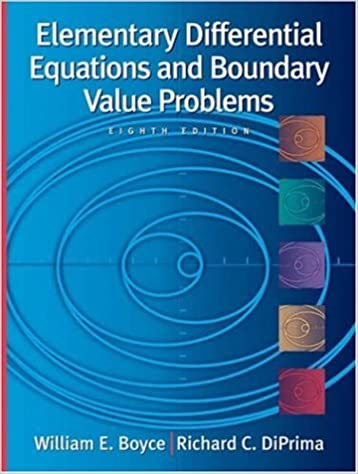 Elementary Differential
Equations and Boundary
Value Problems
EIGHTH EDITION
William E. Boyce | Richard C. DiPrima